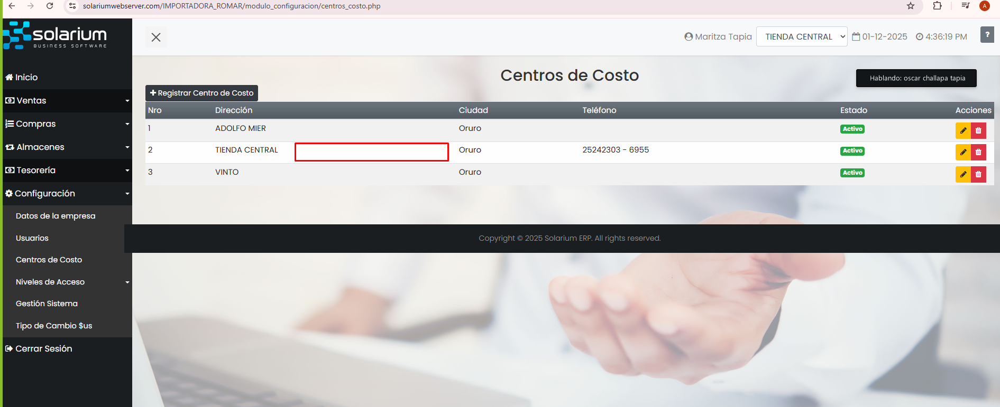 solariumwebserver.com/IMPORTADORA_ROMAR/modulo_configuracion/centros_costo.php
A
solarium
BUSINESS SOFTWARE
Maritza Tapia TIENDA CENTRAL 01-12-2025 4:36:19 PM ?
Inicio
Ventas
Compras
Almacenes
Tesorería
Configuración
Datos de la empresa
Usuarios
Centros de Costo
Niveles de Acceso
Gestión Sistema
Tipo de Cambio $us
Cerrar Sesión
Centros de Costo
Hablando: oscar challapa tapia
Registrar Centro de Costo
Nro Dirección Ciudad Teléfono Estado Acciones
1 ADOLFO MIER Oruro Activo
2 TIENDA CENTRAL Oruro 25242303 - 6955 Activo
3 VINTO Oruro Activo
Copyright © 2025 Solarium ERP. All rights reserved.